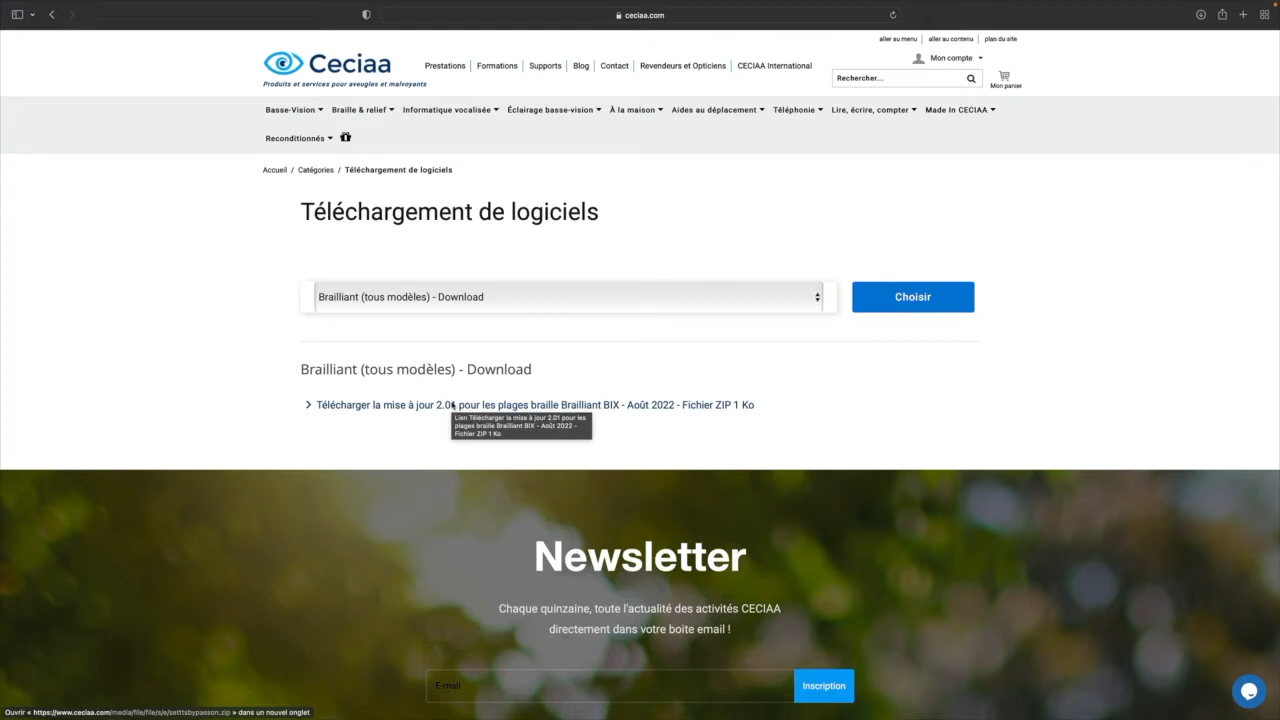 ceciaa.com
aller au menu
aller au contenu
plan du site
Ceciaa
Produits et services pour aveugles et malvoyants
Prestations
Formations
Supports
Blog
Contact
Revendeurs et Opticiens
CECIAA International
Mon compte
Rechercher...
Mon panier
Basse-Vision
Braille & relief
Informatique vocalisée
Éclairage basse-vision
À la maison
Aides au déplacement
Téléphonie
Lire, écrire, compter
Made In CECIAA
Reconditionnés
Accueil / Catégories / Téléchargement de logiciels
Téléchargement de logiciels
Brailliant (tous modèles) - Download
Choisir
Brailliant (tous modèles) - Download
Télécharger la mise à jour 2.01 pour les plages braille Brailliant BIX - Août 2022 - Fichier ZIP 1 Ko
Lien Télécharger la mise à jour 2.01 pour les
plages braille Brailliant BIX - Août 2022 -
Fichier ZIP 1 Ko
Newsletter
Chaque quinzaine, toute l'actualité des activités CECIAA
directement dans votre boite email !
E-mail
Inscription
Ouvrir « https://www.ceciaa.com/media/file/file/s/e/setttsbypasson.zip » dans un nouvel onglet